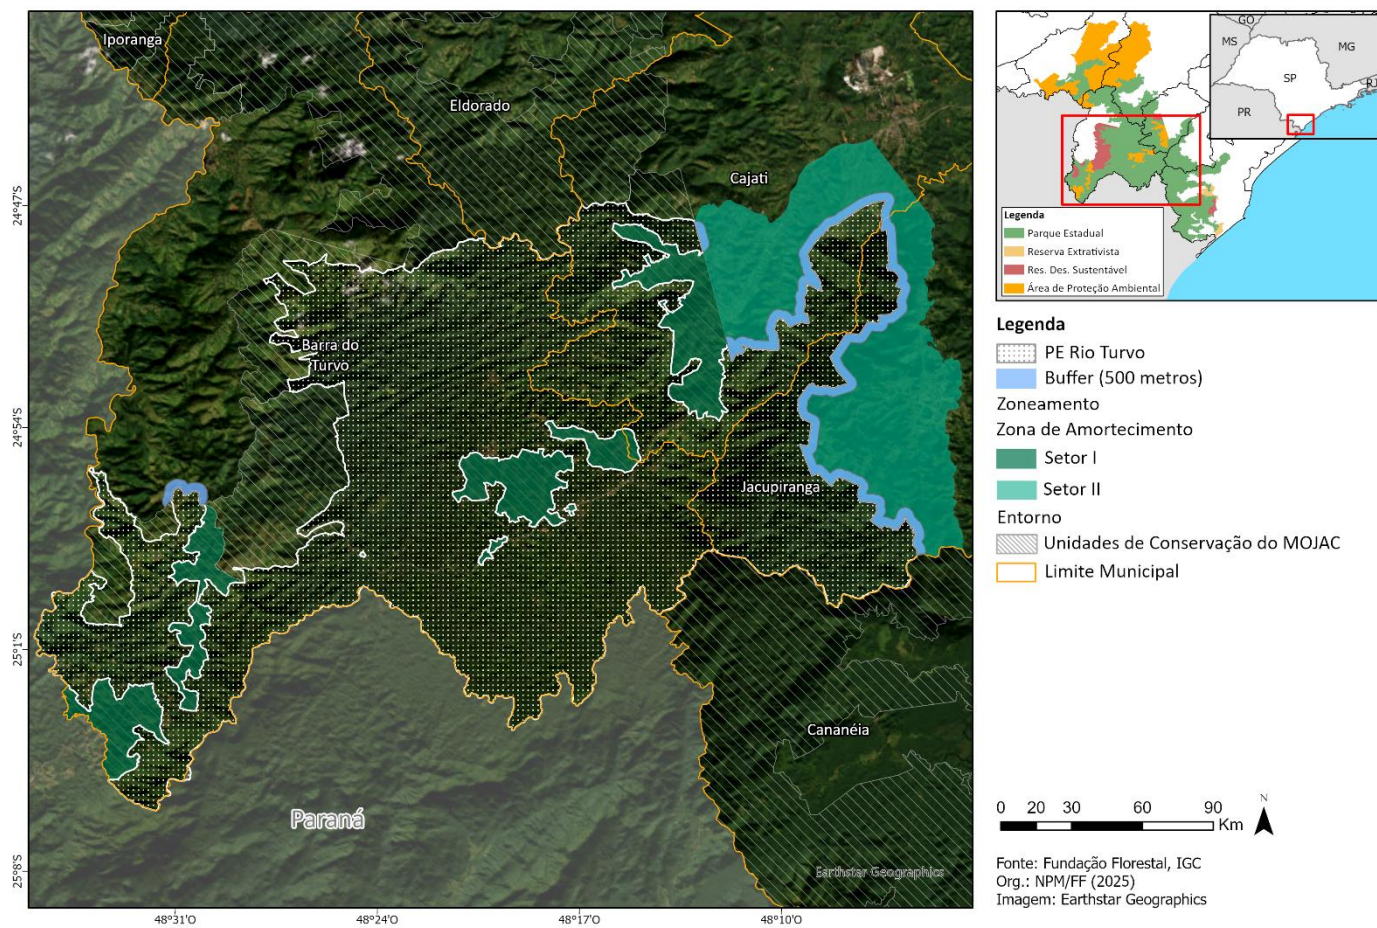 Iporanga
Eldorado
Cajati
Barra do
Turvo
Jacupiranga
Cananéia
Paraná
Earthstar Geographics
24°47'S
24°54'S
25°1'S
25°8'S
48°31'O
48°24'O
48°17'O
48°10'O
GO
MS
MG
SP
RJ
PR
Legenda
Parque Estadual
Reserva Extrativista
Res. Des. Sustentável
Área de Proteção Ambiental
Legenda
PE Rio Turvo
Buffer (500 metros)
Zoneamento
Zona de Amortecimento
Setor I
Setor II
Entorno
Unidades de Conservação do MOJAC
Limite Municipal
0 20 30 60 90
Km
N
Fonte: Fundação Florestal, IGC
Org.: NPM/FF (2025)
Imagem: Earthstar Geographics